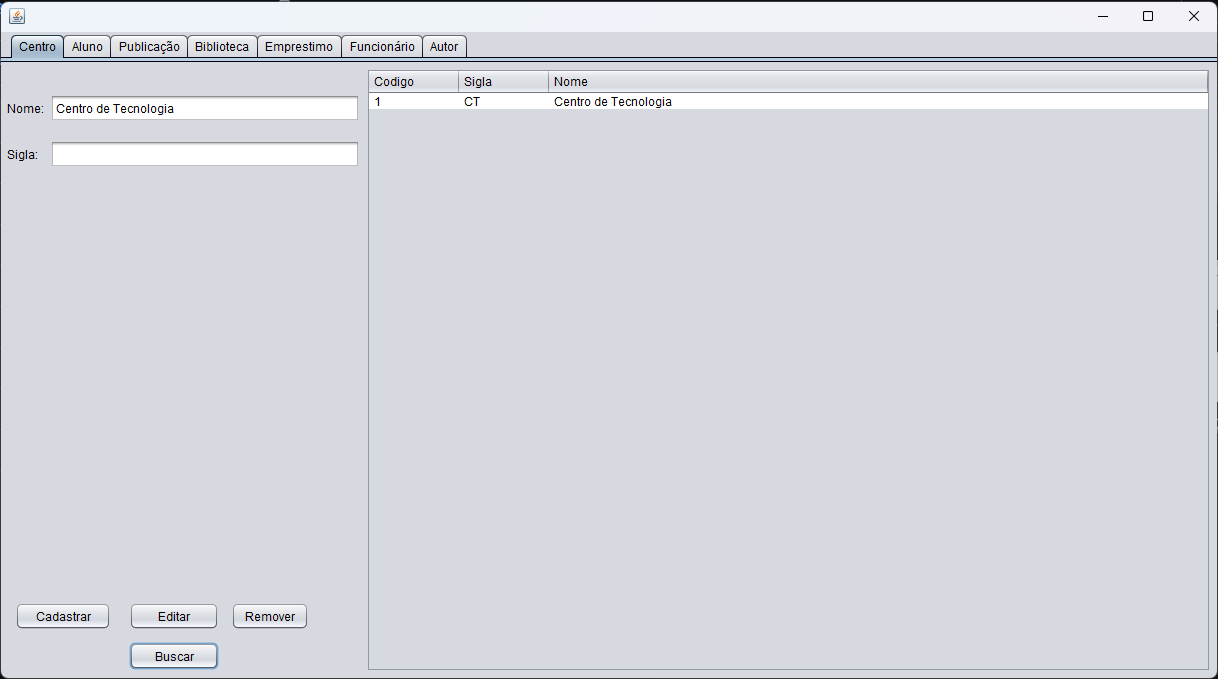 Centro Aluno Publicação Biblioteca Emprestimo Funcionário Autor
Nome: Centro de Tecnologia
Sigla:
Codigo Sigla Nome
1 CT Centro de Tecnologia
Cadastrar Editar Remover
Buscar